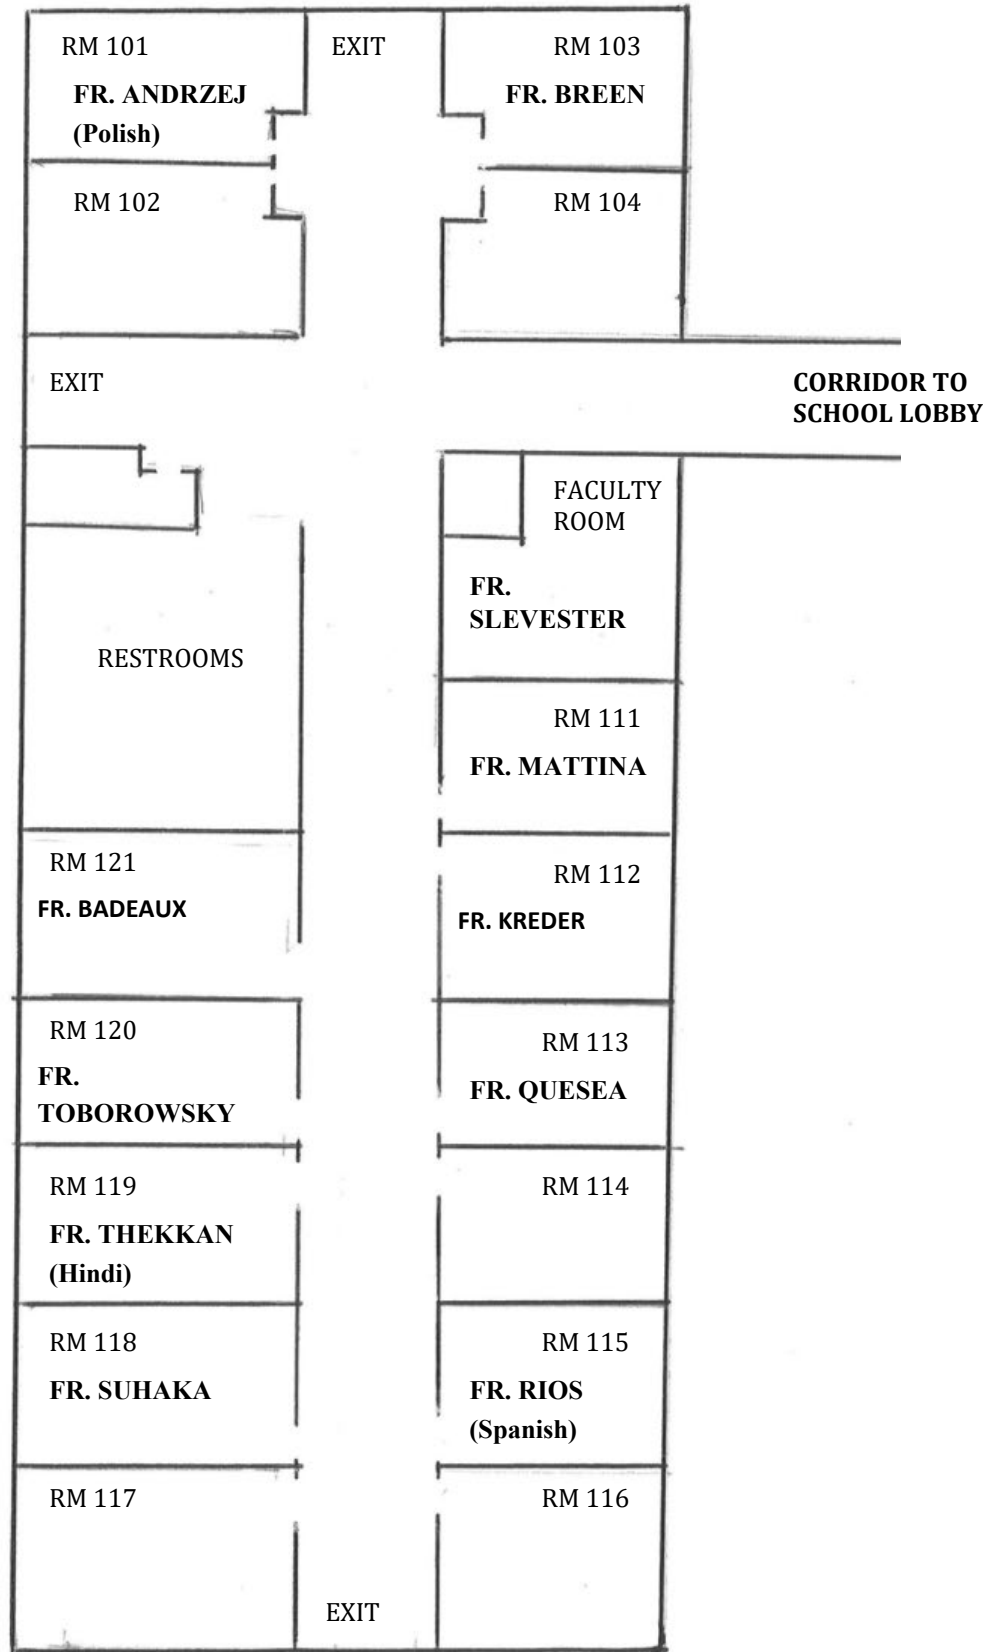 RM 101
FR. ANDRZEJ
(Polish)
EXIT
RM 103
FR. BREEN
RM 102
RM 104
EXIT
CORRIDOR TO
SCHOOL LOBBY
FACULTY
ROOM
FR.
SLEVESTER
RESTROOMS
RM 111
FR. MATTINA
RM 121
FR. BADEAUX
RM 112
FR. KREDER
RM 120
FR.
TOBOROWSKY
RM 113
FR. QUESEA
RM 119
FR. THEKKAN
(Hindi)
RM 114
RM 118
FR. SUHAKA
RM 115
FR. RIOS
(Spanish)
RM 117
RM 116
EXIT